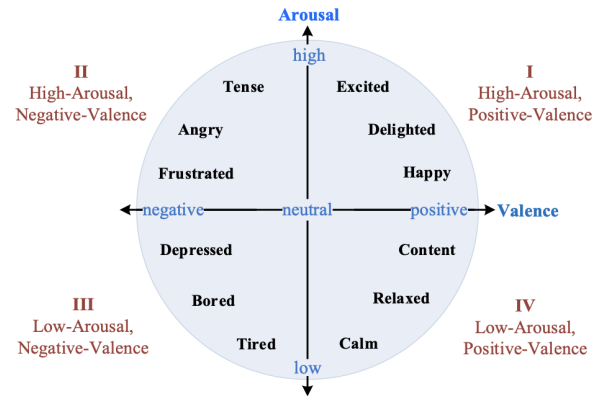 Arousal
high
II
High-Arousal,
Negative-Valence
I
High-Arousal,
Positive-Valence
Tense
Excited
Angry
Delighted
Frustrated
Happy
negative
neutral
positive
Valence
Depressed
Content
Bored
Relaxed
Tired
Calm
III
Low-Arousal,
Negative-Valence
IV
Low-Arousal,
Positive-Valence
low